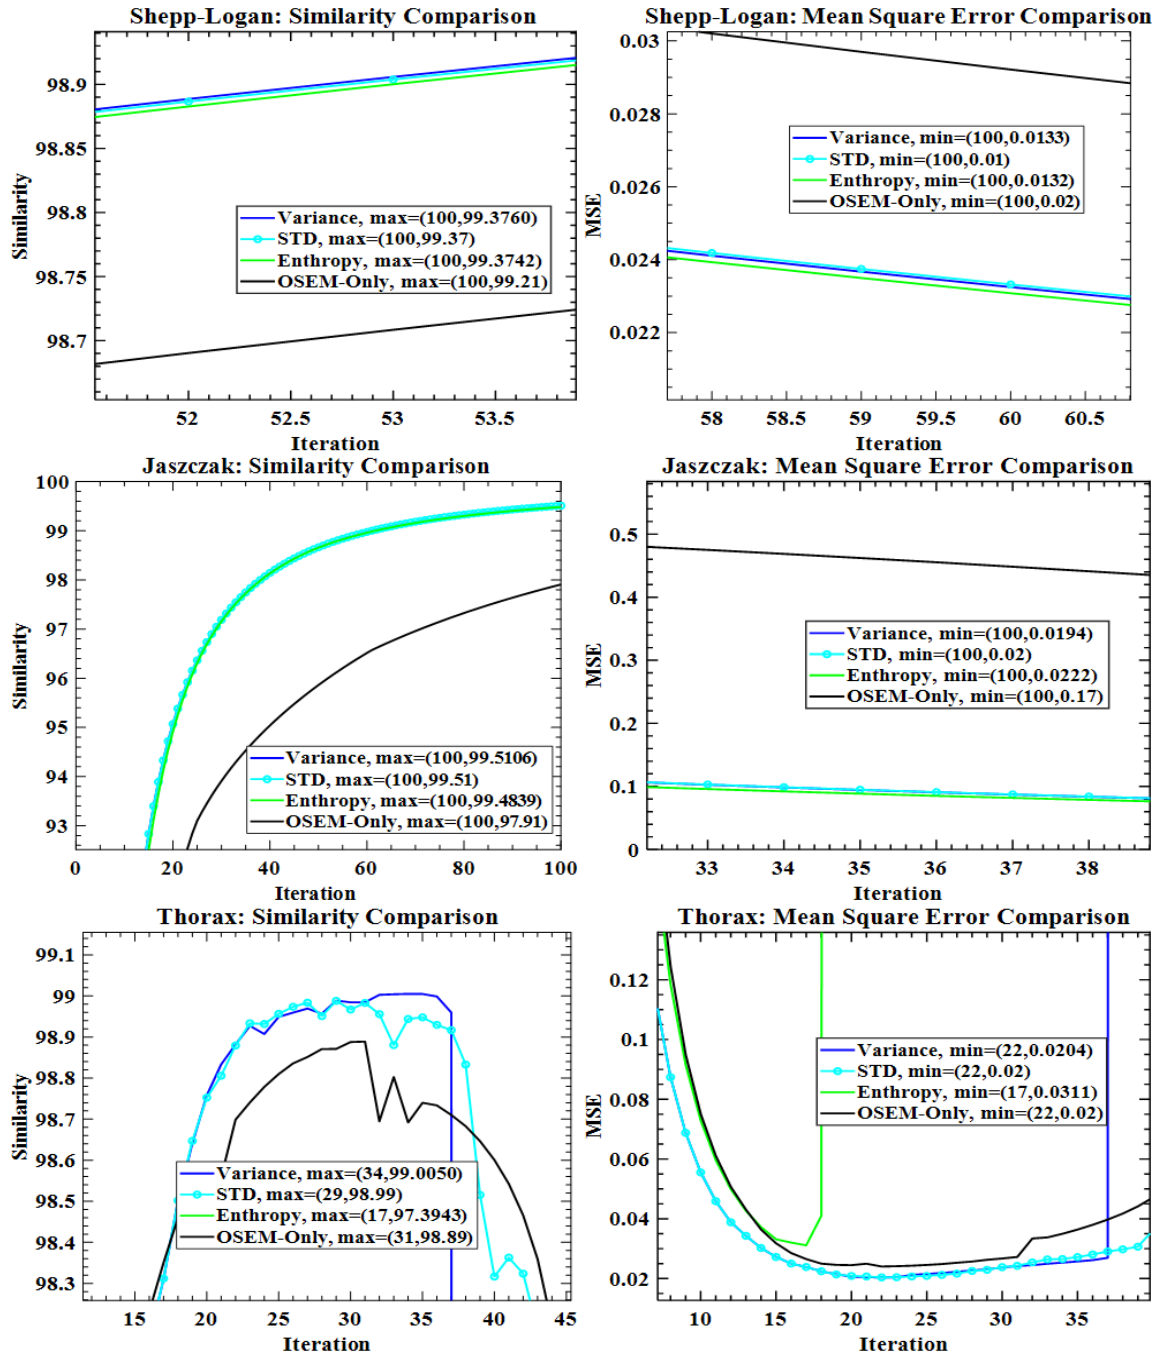 Shepp-Logan: Similarity Comparison
98.9
98.85
98.8
98.75
98.7
Similarity
Variance, max=(100,99.3760)
STD, max=(100,99.37)
Enthropy, max=(100,99.3742)
OSEM-Only, max=(100,99.21)
52
52.5
53
53.5
Iteration
Shepp-Logan: Mean Square Error Comparison
0.03
0.028
0.026
0.024
0.022
MSE
Variance, min=(100,0.0133)
STD, min=(100,0.01)
Enthropy, min=(100,0.0132)
OSEM-Only, min=(100,0.02)
58
58.5
59
59.5
60
60.5
Iteration
Jaszczak: Similarity Comparison
100
99
98
97
96
95
94
93
Similarity
Variance, max=(100,99.5106)
STD, max=(100,99.51)
Enthropy, max=(100,99.4839)
OSEM-Only, max=(100,97.91)
0
20
40
60
80
100
Iteration
Jaszczak: Mean Square Error Comparison
0.5
0.4
0.3
0.2
0.1
0
MSE
Variance, min=(100,0.0194)
STD, min=(100,0.02)
Enthropy, min=(100,0.0222)
OSEM-Only, min=(100,0.17)
33
34
35
36
37
38
Iteration
Thorax: Similarity Comparison
99.1
99
98.9
98.8
98.7
98.6
98.5
98.4
98.3
Similarity
Variance, max=(34,99.0050)
STD, max=(29,98.99)
Enthropy, max=(17,97.3943)
OSEM-Only, max=(31,98.89)
15
20
25
30
35
40
45
Iteration
Thorax: Mean Square Error Comparison
0.12
0.1
0.08
0.06
0.04
0.02
MSE
Variance, min=(22,0.0204)
STD, min=(22,0.02)
Enthropy, min=(17,0.0311)
OSEM-Only, min=(22,0.02)
10
15
20
25
30
35
Iteration